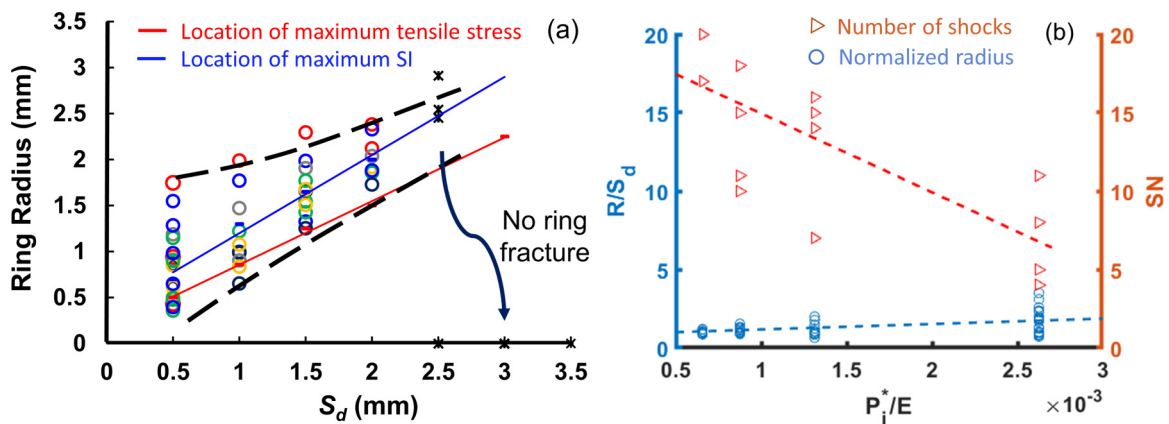 3.5
3
2.5
2
1.5
1
0.5
0
Ring Radius (mm)
Location of maximum tensile stress
Location of maximum SI
(a)
No ring
fracture
0 0.5 1 1.5 2 2.5 3 3.5
S_d (mm)
20
15
10
5
0
R/S_d
Number of shocks
Normalized radius
(b)
20
15
10
5
0
SN
0.5 1 1.5 2 2.5 3
P_i^*/E
×10^-3